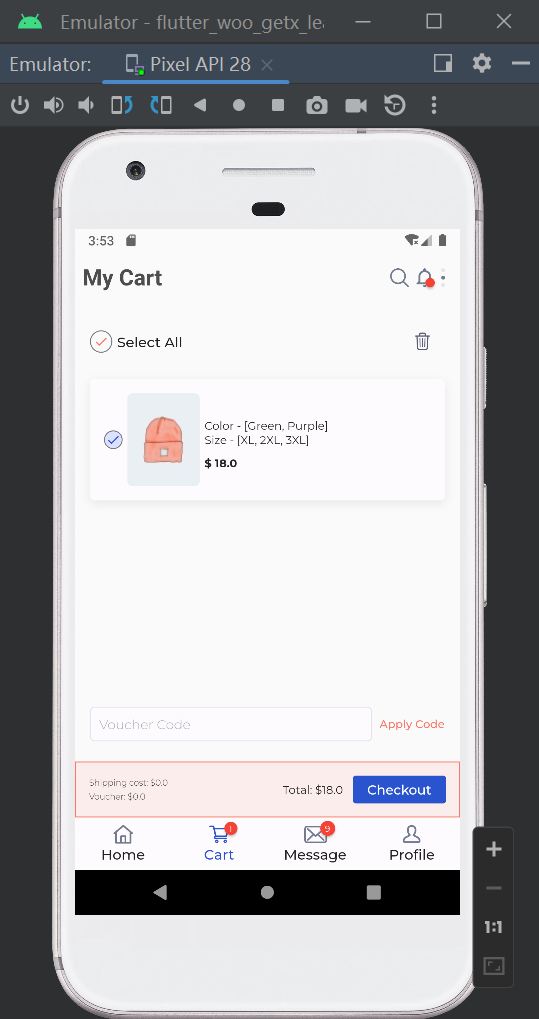 Emulator - flutter_woo_getx_le
Emulator:
Pixel API 28
3:53
My Cart
Select All
Color - [Green, Purple]
Size - [XL, 2XL, 3XL]
$ 18.0
Voucher Code
Apply Code
Shipping cost: $0.0
Voucher: $0.0
Total: $18.0
Checkout
1
9
Home
Cart
Message
Profile
1:1